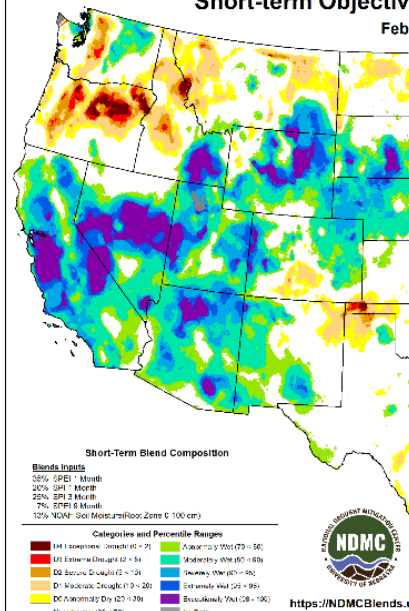 Short-term Objectiv
Feb
Short-Term Blend Composition
Blends Inputs
35% SPEI 1 Month
20% SPI 1 Month
25% SPI 3 Month
7% SPEI 9 Month
13% NOAH Soil Moisture(Root Zone 0-100 cm)
Categories and Percentile Ranges
D4 Exceptional Drought (0 < 2) Abnormally Wet (70 < 80)
D3 Extreme Drought (2 < 5) Moderately Wet (80 < 90)
D2 Severe Drought (5 < 10) Severely Wet (90 < 95)
D1 Moderate Drought (10 < 20) Extremely Wet (95 < 98)
D0 Abnormally Dry (20 < 30) Exceptionally Wet (98 - 100)
NATIONAL DROUGHT MITIGATION CENTER
NDMC
UNIVERSITY OF NEBRASKA
https://NDMCBlends.